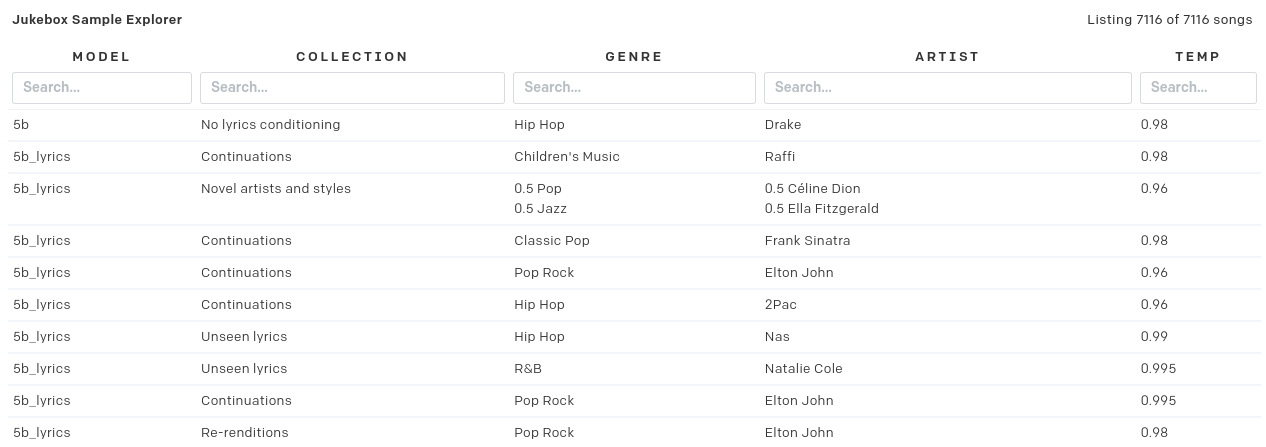 Jukebox Sample Explorer Listing 7116 of 7116 songs
MODEL COLLECTION GENRE ARTIST TEMP
Search... Search... Search... Search... Search...
5b No lyrics conditioning Hip Hop Drake 0.98
5b_lyrics Continuations Children's Music Raffi 0.98
5b_lyrics Novel artists and styles 0.5 Pop 0.5 Céline Dion 0.96
0.5 Jazz 0.5 Ella Fitzgerald
5b_lyrics Continuations Classic Pop Frank Sinatra 0.98
5b_lyrics Continuations Pop Rock Elton John 0.96
5b_lyrics Continuations Hip Hop 2Pac 0.96
5b_lyrics Unseen lyrics Hip Hop Nas 0.99
5b_lyrics Unseen lyrics R&B Natalie Cole 0.995
5b_lyrics Continuations Pop Rock Elton John 0.995
5b_lyrics Re-renditions Pop Rock Elton John 0.98